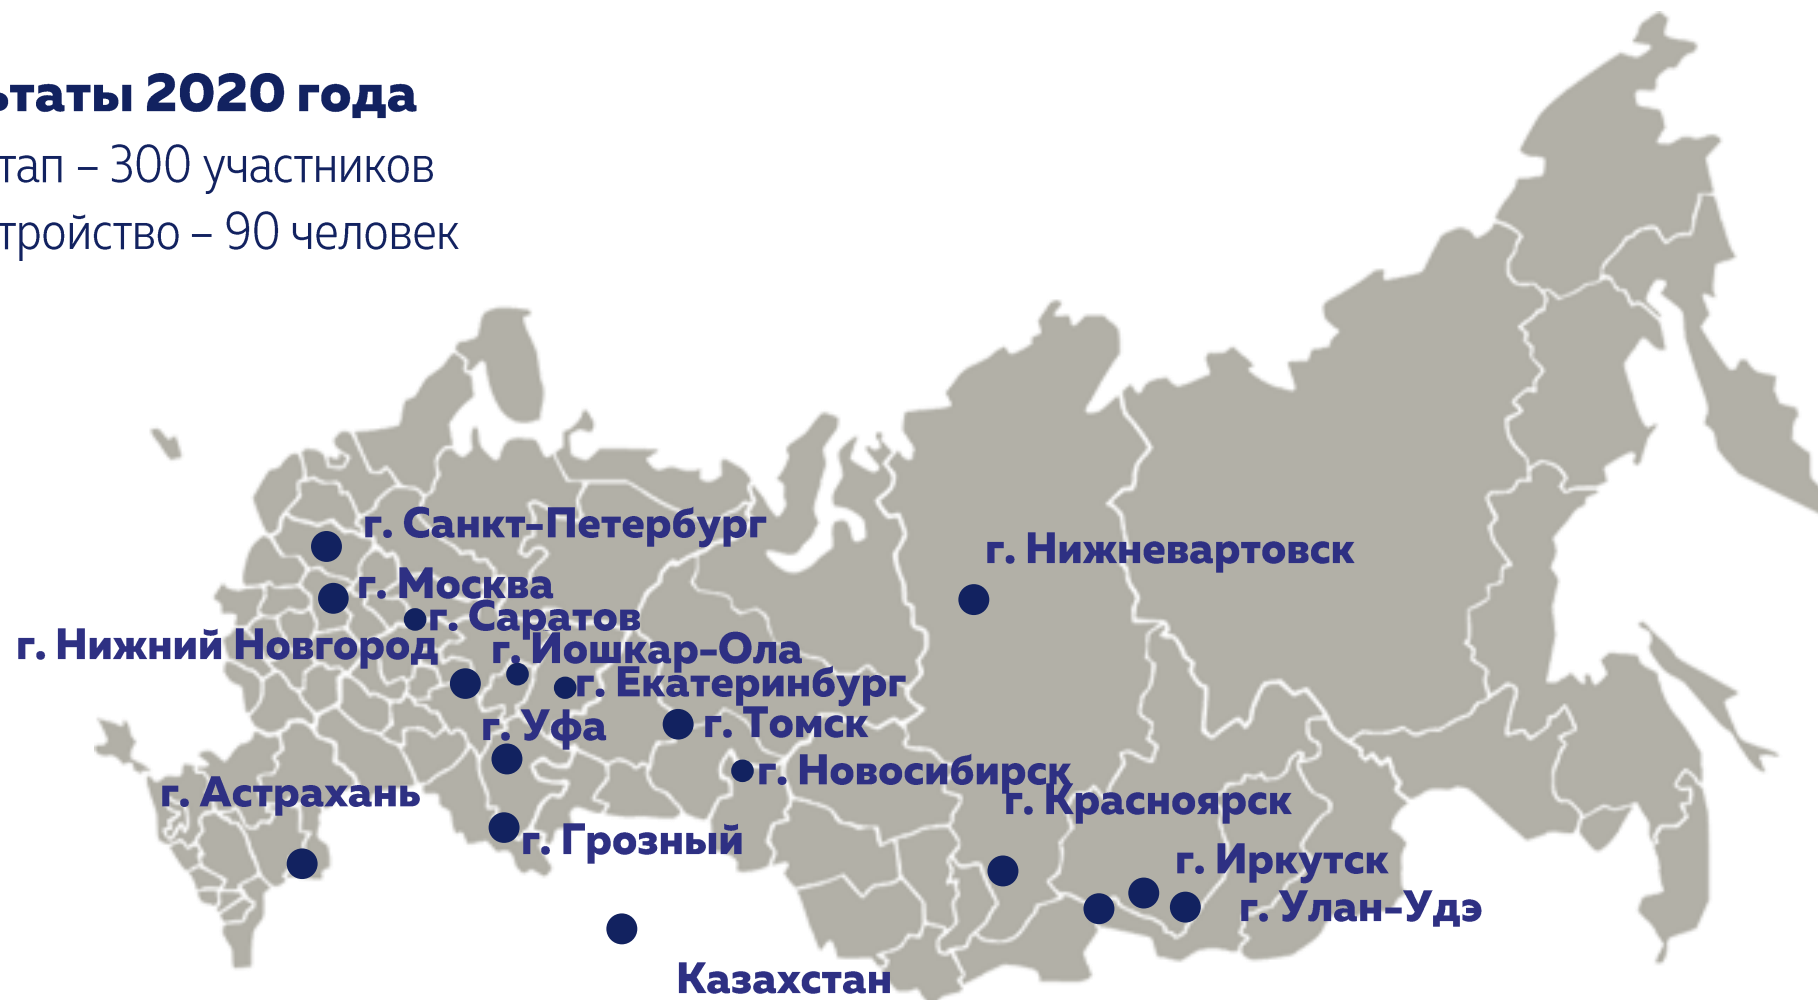 ьтаты 2020 года
тап – 300 участников
тройство – 90 человек
г. Санкт-Петербург
г. Нижневартовск
г. Москва
г. Саратов
г. Нижний Новгород
г. Йошкар-Ола
г. Екатеринбург
г. Уфа
г. Томск
г. Новосибирск
г. Астрахань
г. Красноярск
г. Грозный
г. Иркутск
г. Улан-Удэ
Казахстан